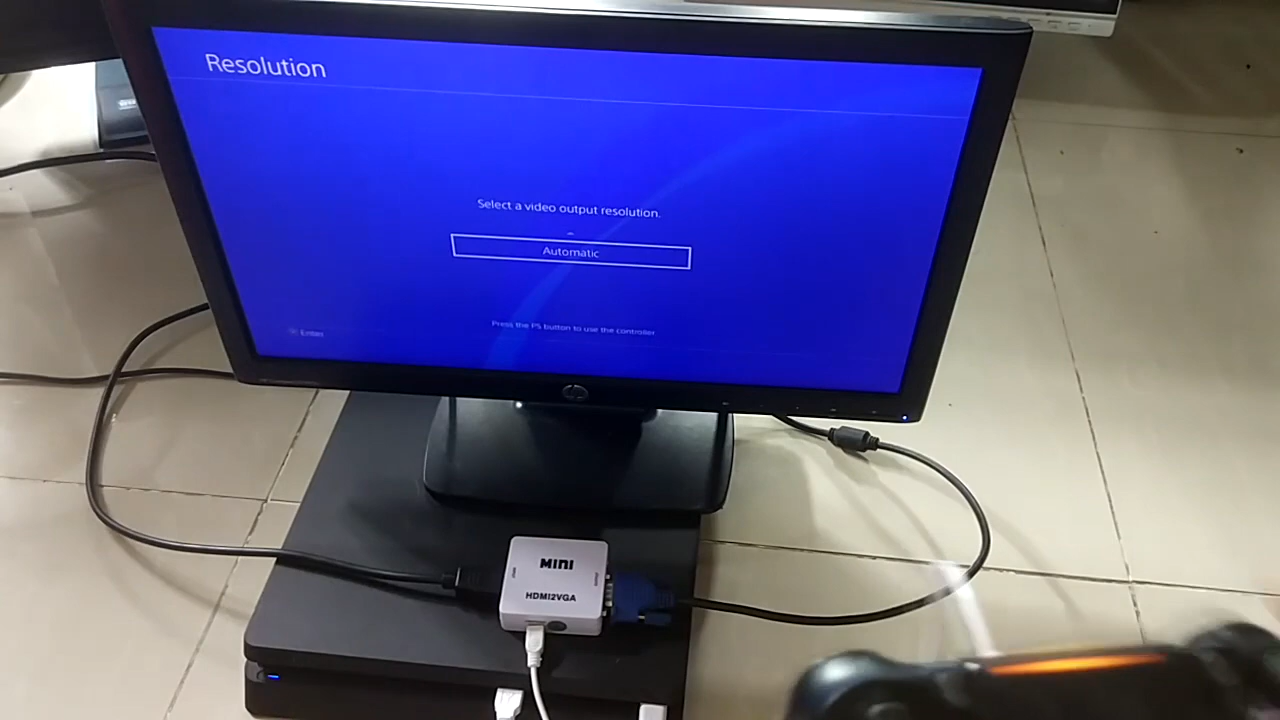 Resolution
Select a video output resolution.
Automatic
Press the PS button to use the controller
Enter
MINI
HDMI2VGA